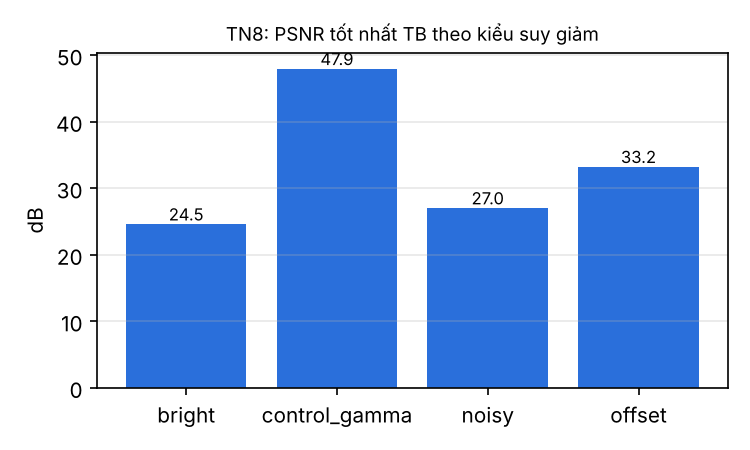 TN8: PSNR tốt nhất TB theo kiểu suy giảm
50
40
30
20
10
0
dB
24.5
47.9
27.0
33.2
bright
control_gamma
noisy
offset